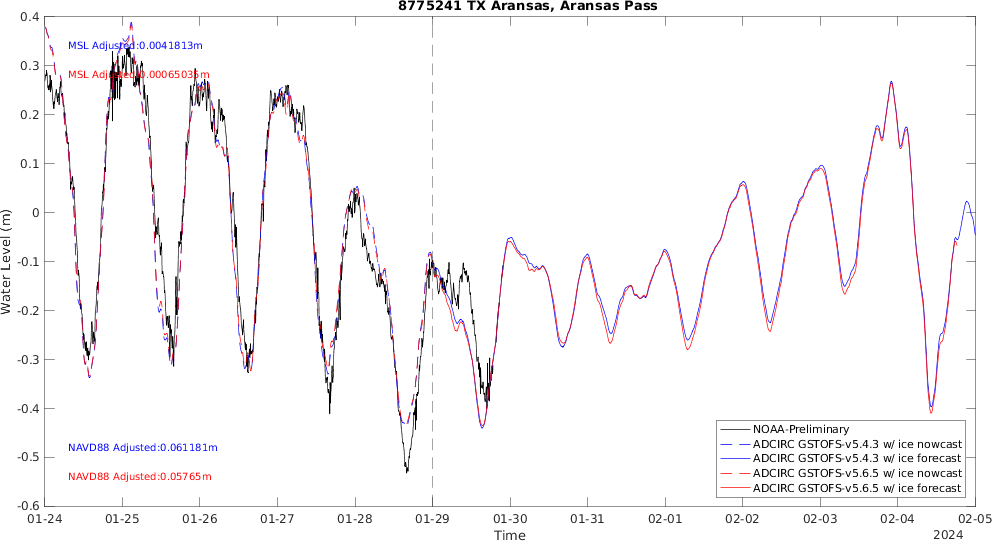 8775241 TX Aransas, Aransas Pass
Water Level (m)
0.4
0.3
0.2
0.1
0
-0.1
-0.2
-0.3
-0.4
-0.5
-0.6
MSL Adjusted:0.0041813m
MSL Adjusted:0.00065035m
NAVD88 Adjusted:0.061181m
NAVD88 Adjusted:0.05765m
NOAA-Preliminary
ADCIRC GSTOFS-v5.4.3 w/ ice nowcast
ADCIRC GSTOFS-v5.4.3 w/ ice forecast
ADCIRC GSTOFS-v5.6.5 w/ ice nowcast
ADCIRC GSTOFS-v5.6.5 w/ ice forecast
01-24 01-25 01-26 01-27 01-28 01-29 01-30 01-31 02-01 02-02 02-03 02-04 02-05
Time
2024